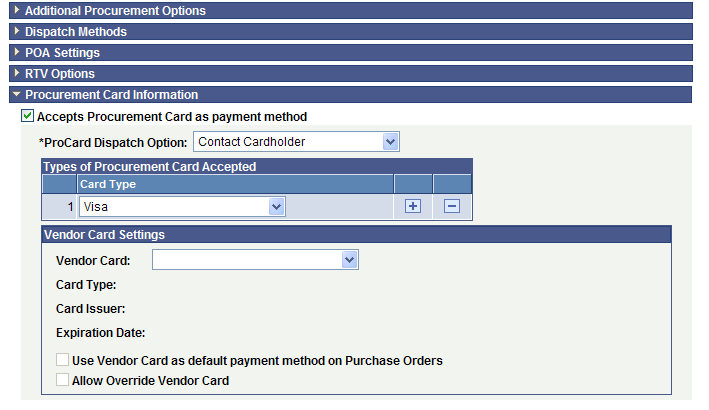 Additional Procurement Options
Dispatch Methods
POA Settings
RTV Options
Procurement Card Information
Accepts Procurement Card as payment method
*ProCard Dispatch Option: Contact Cardholder
Types of Procurement Card Accepted
Card Type
1 Visa
Vendor Card Settings
Vendor Card:
Card Type:
Card Issuer:
Expiration Date:
Use Vendor Card as default payment method on Purchase Orders
Allow Override Vendor Card